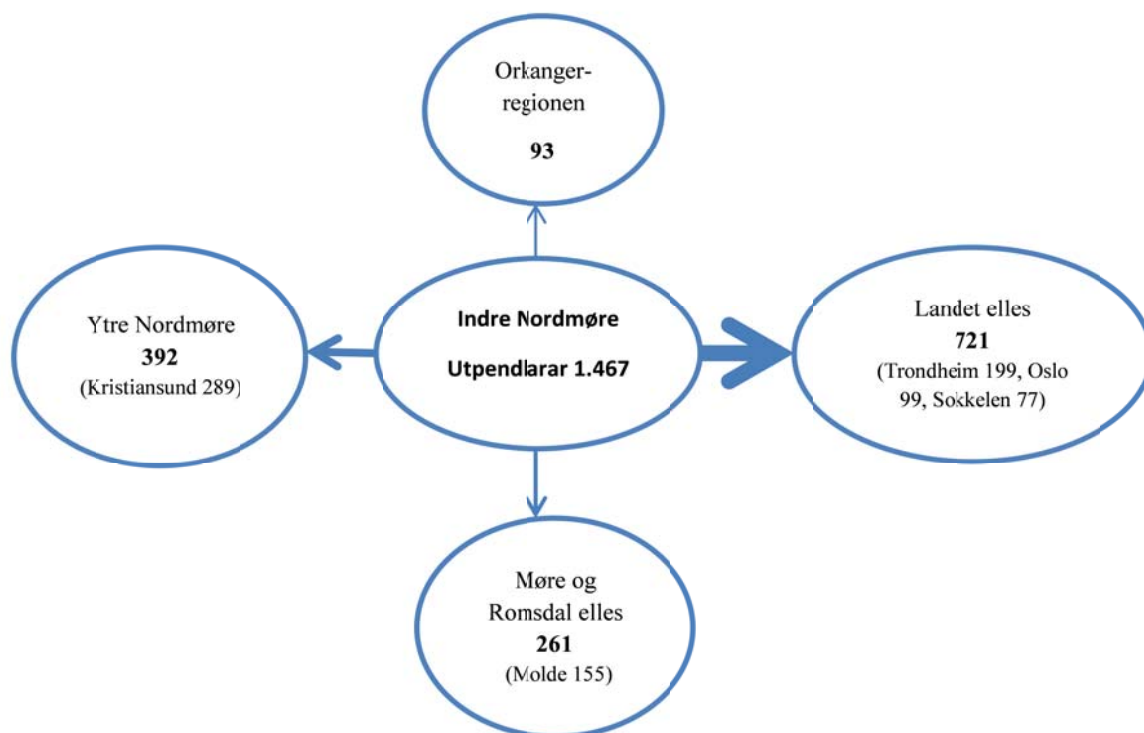 Orkanger-
regionen
93
Ytre Nordmøre
392
(Kristiansund 289)
Indre Nordmøre
Utpendlarar 1.467
Landet elles
721
(Trondheim 199, Oslo
99, Sokkelen 77)
Møre og
Romsdal elles
261
(Molde 155)